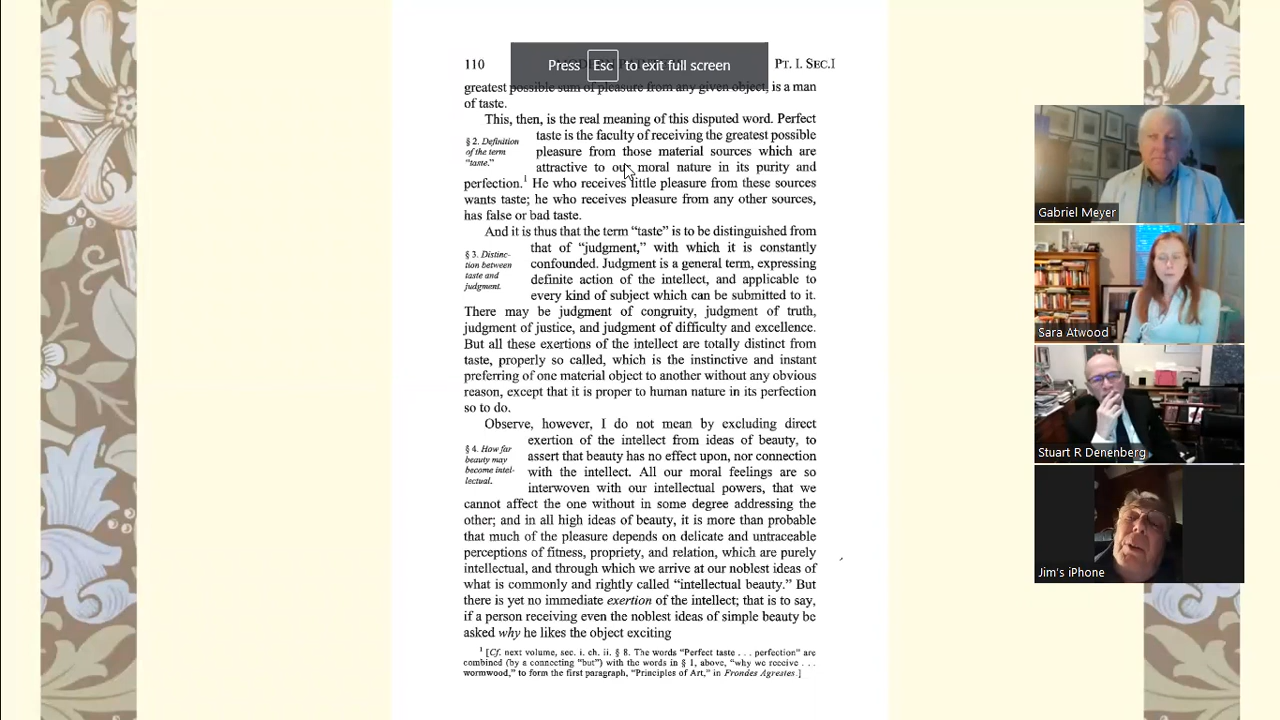 110
Press Esc to exit full screen
PT. I. SEC.I
greatest possible sum of pleasure from any given object, is a man
of taste.
This, then, is the real meaning of this disputed word. Perfect
§ 2. Definition
of the term
"taste."
taste is the faculty of receiving the greatest possible
pleasure from those material sources which are
attractive to our moral nature in its purity and
perfection.1 He who receives little pleasure from these sources
wants taste; he who receives pleasure from any other sources,
has false or bad taste.
And it is thus that the term “taste” is to be distinguished from
§ 3. Distinc-
tion between
taste and
judgment.
that of “judgment,” with which it is constantly
confounded. Judgment is a general term, expressing
definite action of the intellect, and applicable to
every kind of subject which can be submitted to it.
There may be judgment of congruity, judgment of truth,
judgment of justice, and judgment of difficulty and excellence.
But all these exertions of the intellect are totally distinct from
taste, properly so called, which is the instinctive and instant
preferring of one material object to another without any obvious
reason, except that it is proper to human nature in its perfection
so to do.
Observe, however, I do not mean by excluding direct
§ 4. How far
beauty may
become intel-
lectual.
exertion of the intellect from ideas of beauty, to
assert that beauty has no effect upon, nor connection
with the intellect. All our moral feelings are so
interwoven with our intellectual powers, that we
cannot affect the one without in some degree addressing the
other; and in all high ideas of beauty, it is more than probable
that much of the pleasure depends on delicate and untraceable
perceptions of fitness, propriety, and relation, which are purely
intellectual, and through which we arrive at our noblest ideas of
what is commonly and rightly called “intellectual beauty.” But
there is yet no immediate exertion of the intellect; that is to say,
if a person receiving even the noblest ideas of simple beauty be
asked why he likes the object exciting
1 [Cf. next volume, sec. i. ch. ii. § 8. The words “Perfect taste . . . perfection” are
combined (by a connecting “but”) with the words in § 1, above, “why we receive . . .
wormwood,” to form the first paragraph, “Principles of Art,” in Frondes Agrestes.]
Gabriel Meyer
Sara Atwood
Stuart R Denenberg
Jim's iPhone